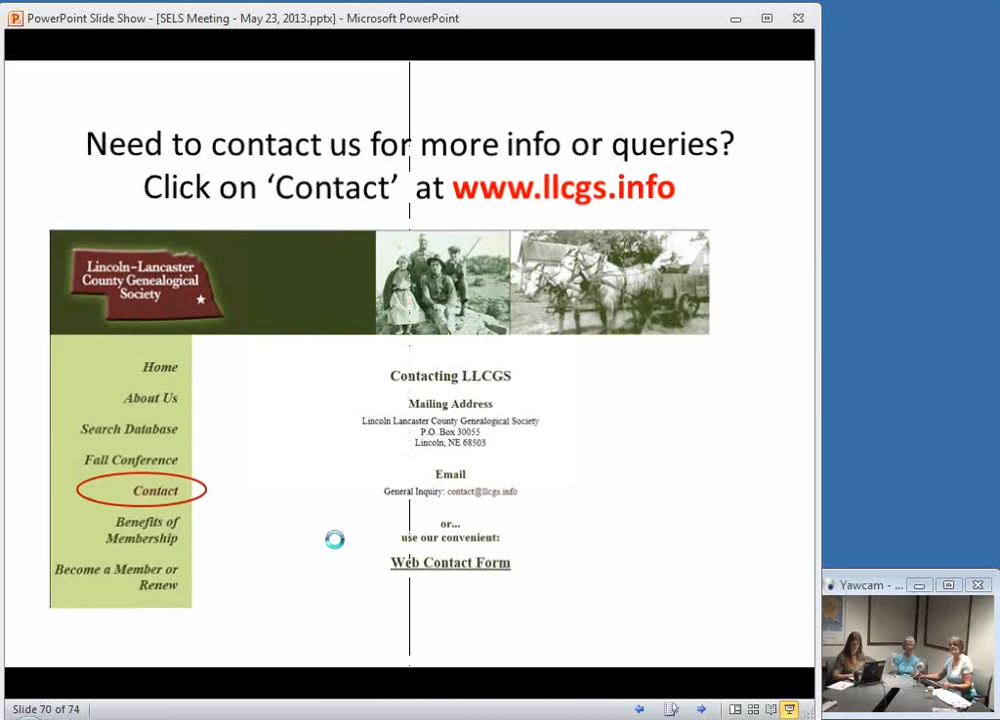 PowerPoint Slide Show - [SELS Meeting - May 23, 2013.pptx] - Microsoft PowerPoint
Need to contact us for more info or queries?
Click on ‘Contact’ at www.llcgs.info
Lincoln-Lancaster
County Genealogical
Society
Home
About Us
Search Database
Fall Conference
Contact
Benefits of
Membership
Become a Member or
Renew
Contacting LLCGS
Mailing Address
Lincoln Lancaster County Genealogical Society
P.O. Box 30055
Lincoln, NE 68503
Email
General Inquiry: contact@llcgs.info
or...
use our convenient:
Web Contact Form
Yawcam - ...
Slide 70 of 74